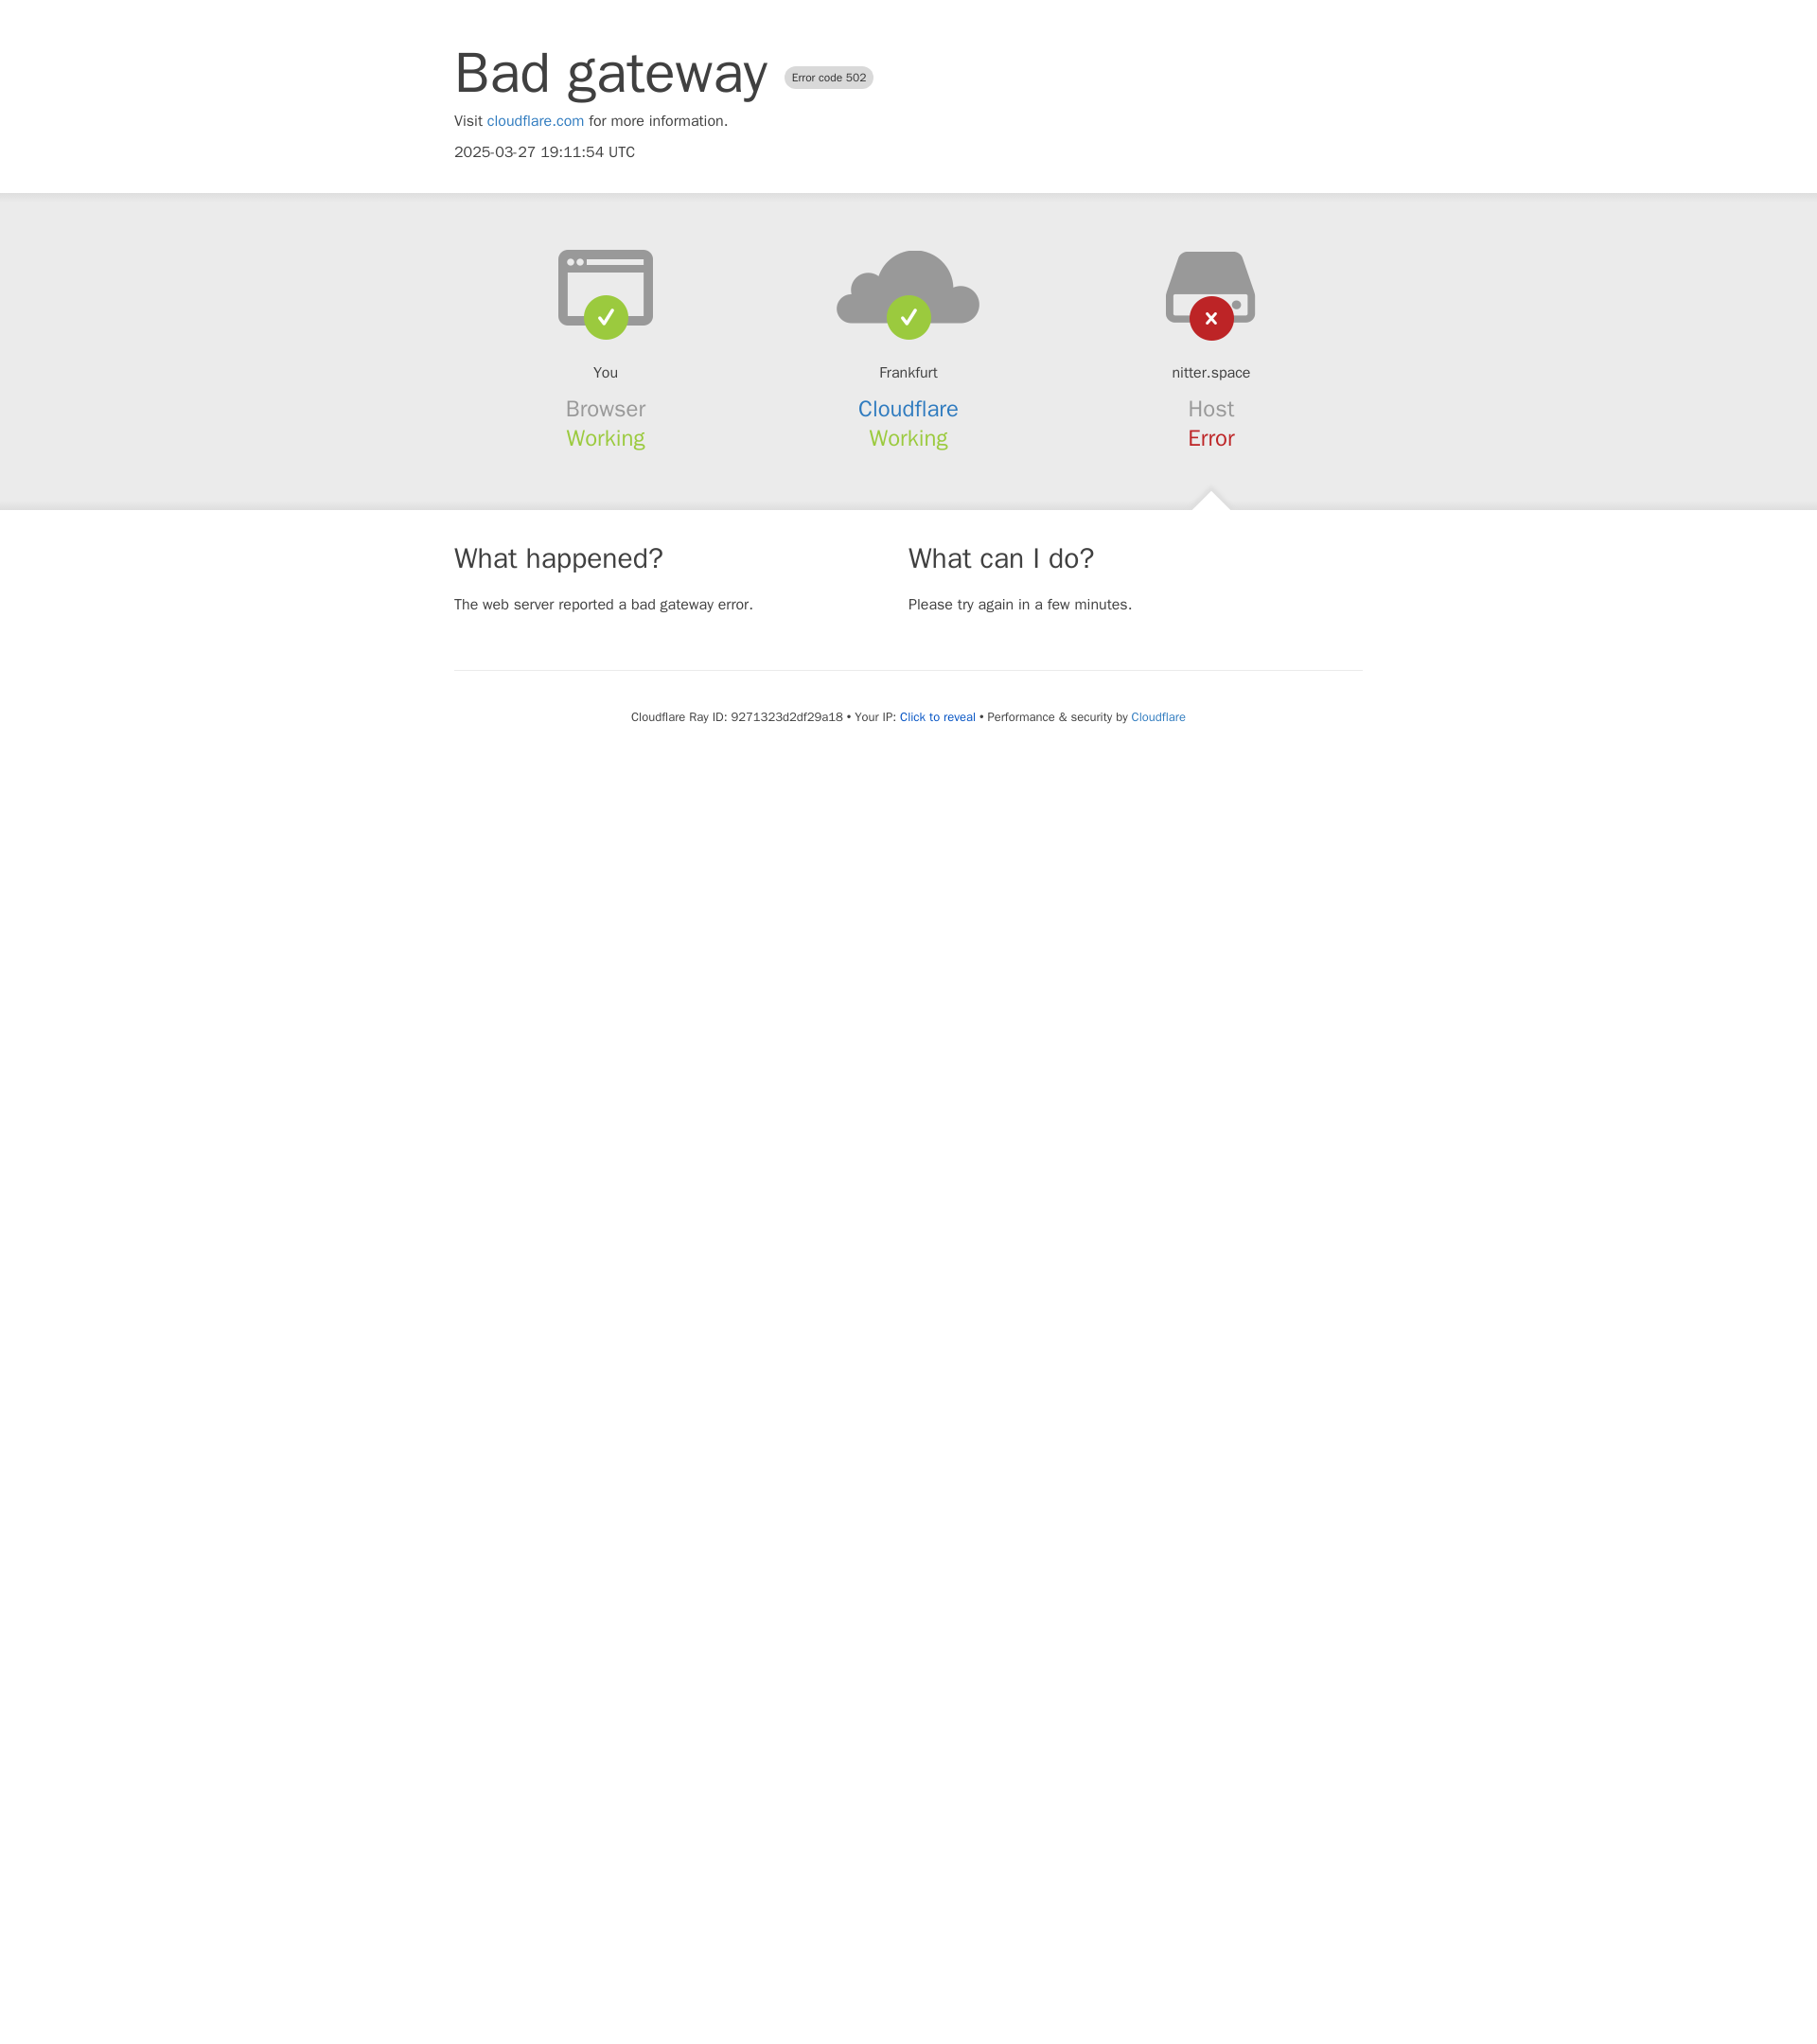 Bad gateway Error code 502
Visit cloudflare.com for more information.
2025-03-27 19:11:54 UTC
You
Browser
Working
Frankfurt
Cloudflare
Working
nitter.space
Host
Error
What happened?
The web server reported a bad gateway error.
What can I do?
Please try again in a few minutes.
Cloudflare Ray ID: 9271323d2df29a18 • Your IP: Click to reveal • Performance & security by Cloudflare